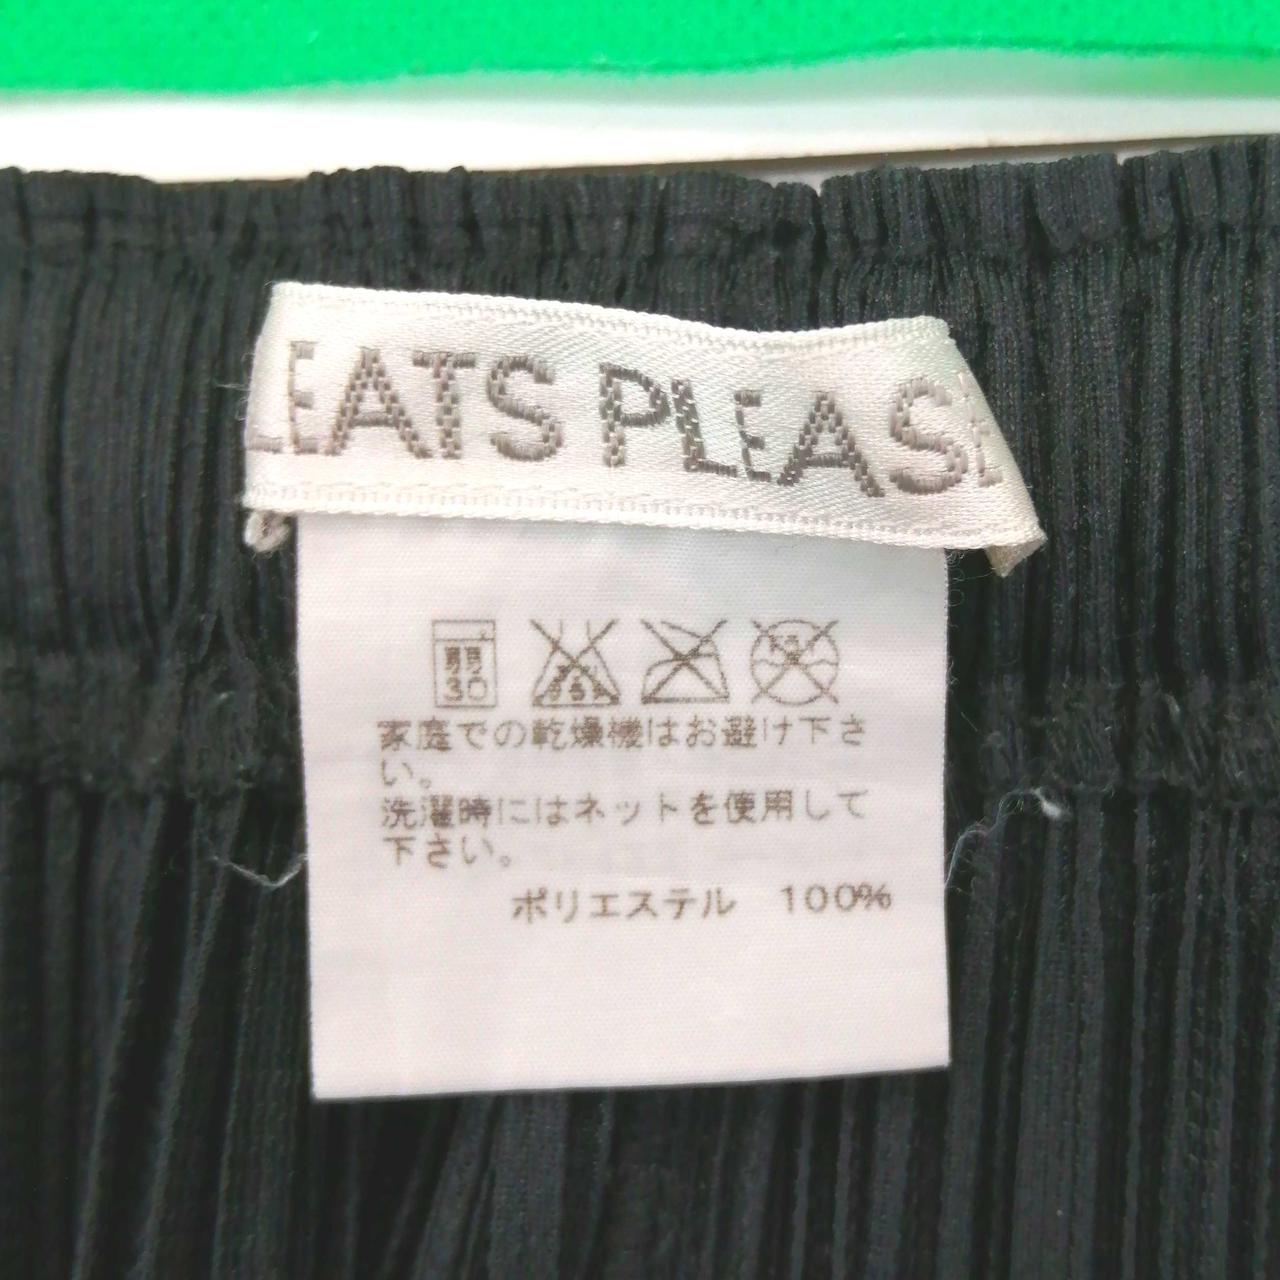 LEATS PLEASE
弱
30
家庭での乾燥機はお避け下さ
い。
洗濯時にはネットを使用して
下さい。
ポリエステル 100%